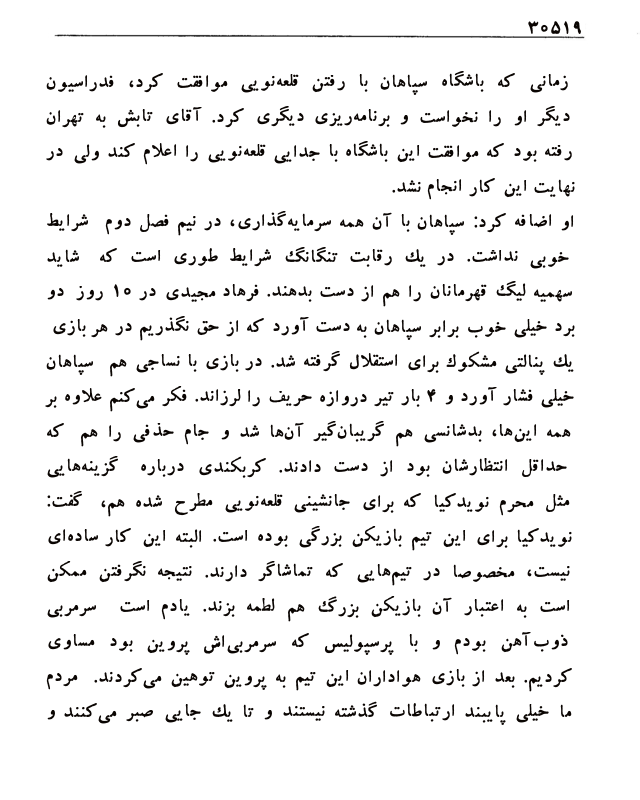 ۳۰۵۱۹
زمانی که باشگاه سپاهان با رفتن قلعه‌نویی موافقت کرد، فدراسیون
دیگر او را نخواست و برنامه‌ریزی دیگری کرد. آقای تابش به تهران
رفته بود که موافقت این باشگاه با جدایی قلعه‌نویی را اعلام کند ولی در
نهایت این کار انجام نشد.
او اضافه کرد: سپاهان با آن همه سرمایه‌گذاری، در نیم فصل دوم شرایط
خوبی نداشت. در یك رقابت تنگاتگ شرایط طوری است که شاید
سهمیه لیگ قهرمانان را هم از دست بدهند. فرهاد مجیدی در ۱۵ روز دو
برد خیلی خوب برابر سپاهان به دست آورد که از حق نگذریم در هر بازی
یك پنالتی مشکوك برای استقلال گرفته شد. در بازی با نساجی هم سپاهان
خیلی فشار آورد و ۴ بار تیر دروازه حریف را لرزاند. فکر می‌کنم علاوه بر
همه این‌ها، بدشانسی هم گریبان‌گیر آن‌ها شد و جام حذفی را هم که
حداقل انتظارشان بود از دست دادند. کربکندی درباره گزینه‌هایی
مثل محرم نویدکیا که برای جانشینی قلعه‌نویی مطرح شده هم، گفت:
نویدکیا برای این تیم بازیکن بزرگی بوده است. البته این کار ساده‌ای
نیست، مخصوصا در تیم‌هایی که تماشاگر دارند. نتیجه نگرفتن ممکن
است به اعتبار آن بازیکن بزرگ هم لطمه بزند. یادم است سرمربی
ذوب‌آهن بودم و با پرسپولیس که سرمربی‌اش پروین بود مساوی
کردیم. بعد از بازی هواداران این تیم به پروین توهین می‌کردند. مردم
ما خیلی پایبند ارتباطات گذشته نیستند و تا یك جایی صبر می‌کنند و